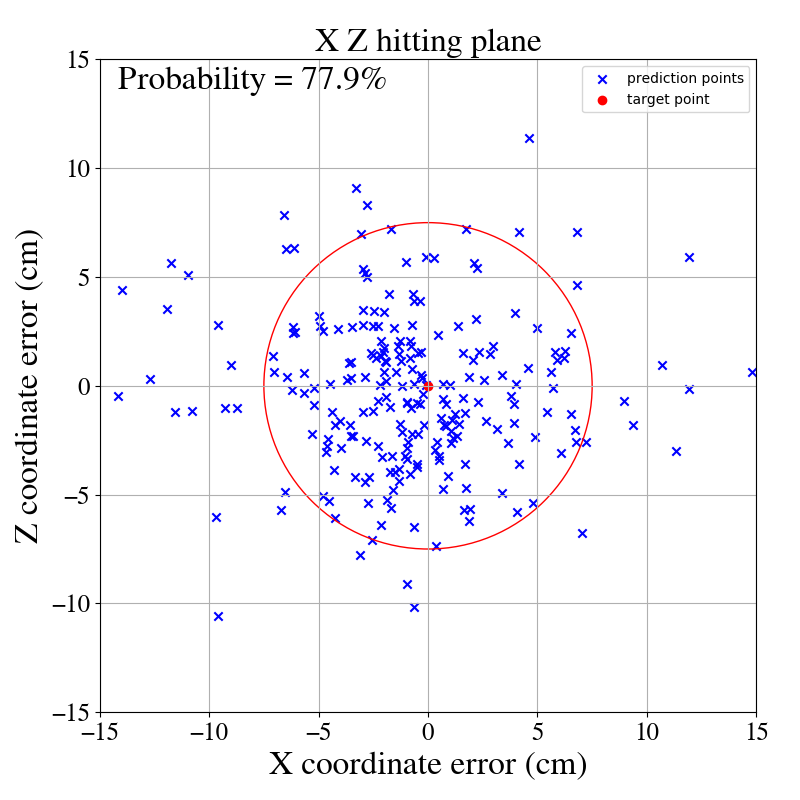 X Z hitting plane
Probability = 77.9%
prediction points
target point
Z coordinate error (cm)
15
10
5
0
−5
−10
−15
−15
−10
−5
0
5
10
15
X coordinate error (cm)